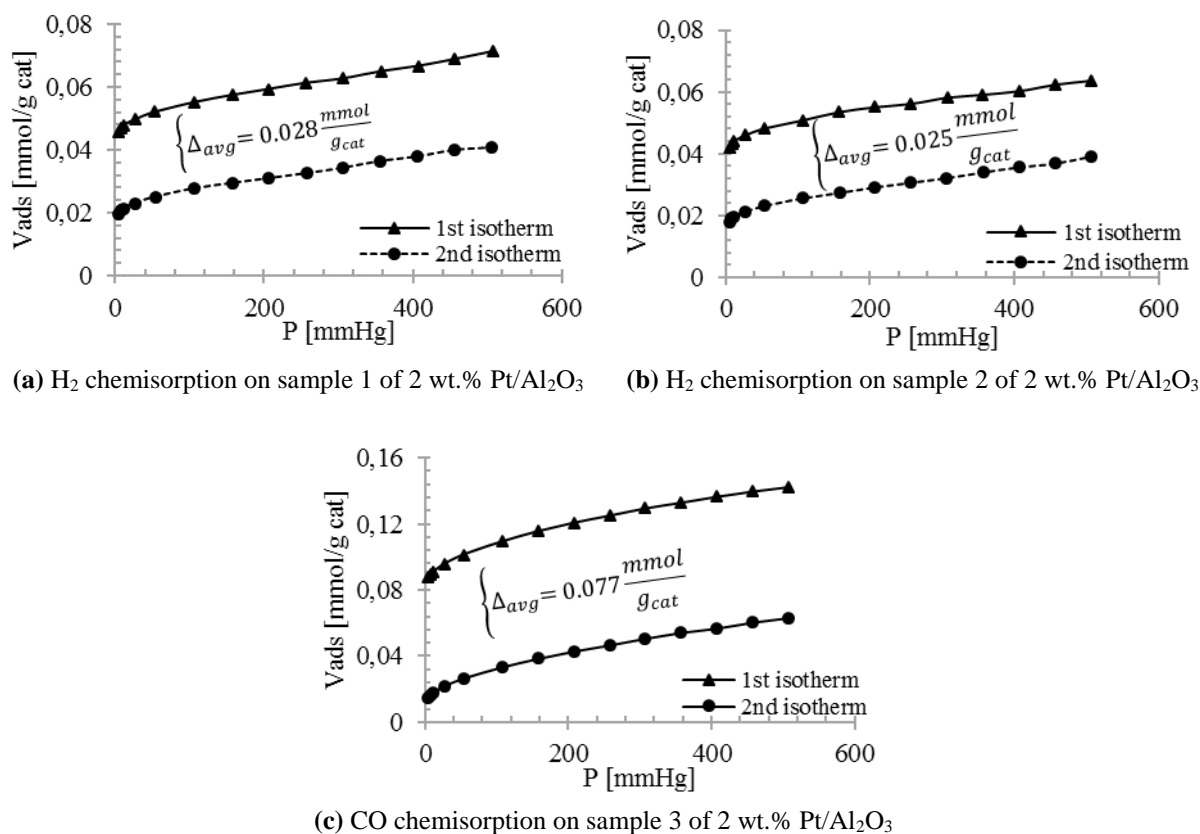 0,08
0,06
0,04
0,02
0
Vads [mmol/g cat]
Δavg = 0.028 mmol/gcat
1st isotherm
2nd isotherm
0 200 400 600
P [mmHg]
(a) H₂ chemisorption on sample 1 of 2 wt.% Pt/Al₂O₃
0,08
0,06
0,04
0,02
0
Vads [mmol/g cat]
Δavg = 0.025 mmol/gcat
1st isotherm
2nd isotherm
0 200 400 600
P [mmHg]
(b) H₂ chemisorption on sample 2 of 2 wt.% Pt/Al₂O₃
0,16
0,12
0,08
0,04
0
Vads [mmol/g cat]
Δavg = 0.077 mmol/gcat
1st isotherm
2nd isotherm
0 200 400 600
P [mmHg]
(c) CO chemisorption on sample 3 of 2 wt.% Pt/Al₂O₃